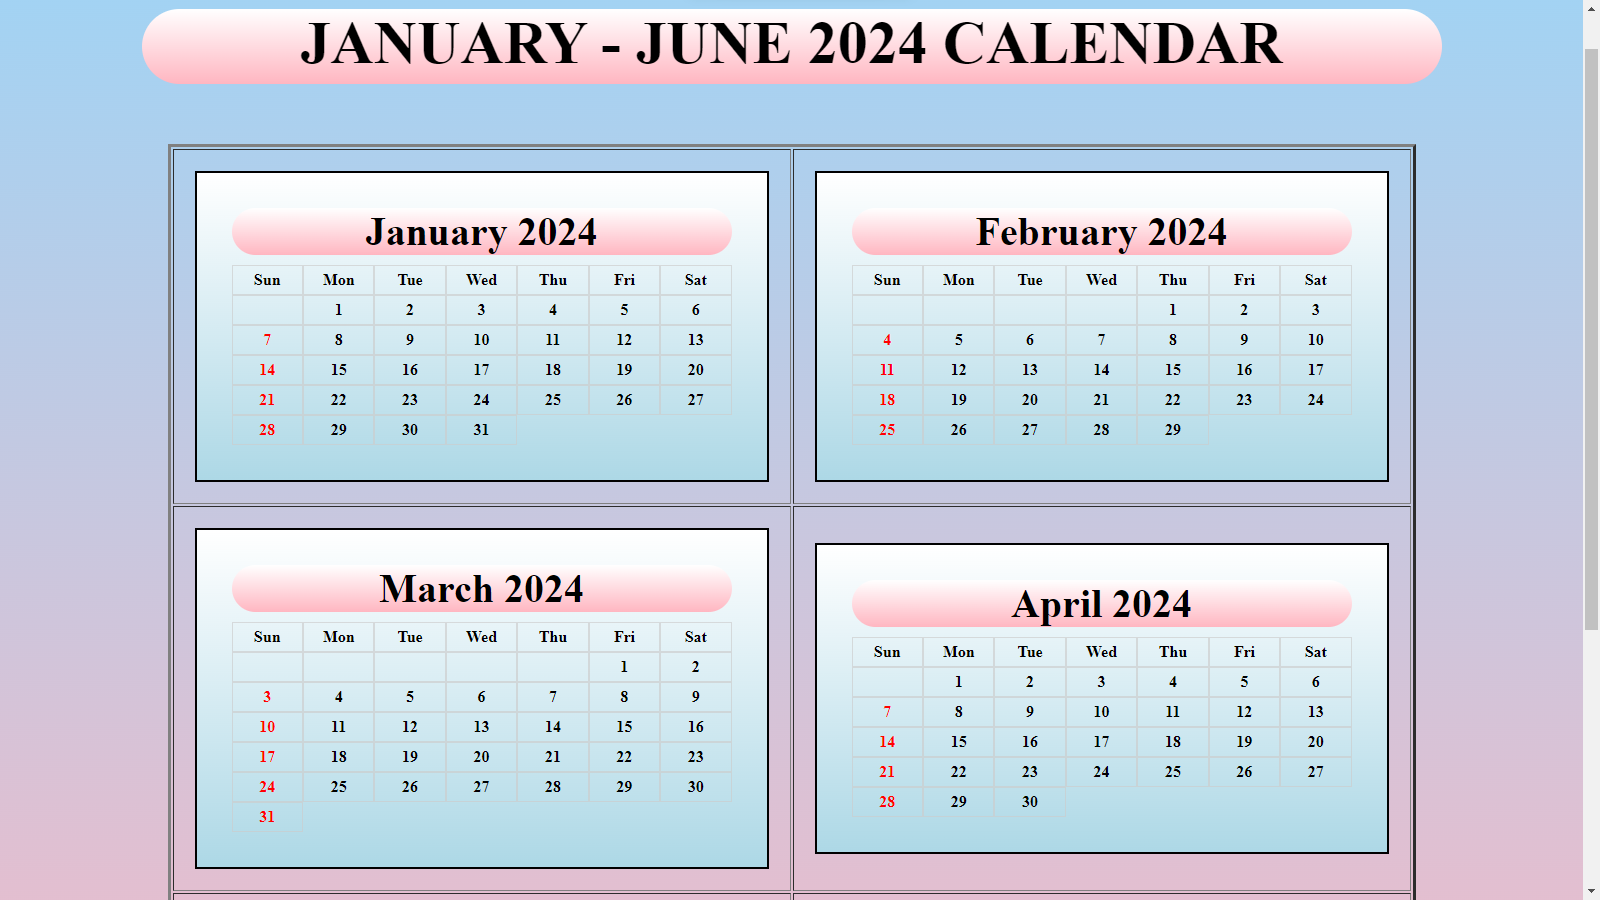 JANUARY - JUNE 2024 CALENDAR
January 2024
Sun Mon Tue Wed Thu Fri Sat
1 2 3 4 5 6
7 8 9 10 11 12 13
14 15 16 17 18 19 20
21 22 23 24 25 26 27
28 29 30 31
February 2024
Sun Mon Tue Wed Thu Fri Sat
1 2 3
4 5 6 7 8 9 10
11 12 13 14 15 16 17
18 19 20 21 22 23 24
25 26 27 28 29
March 2024
Sun Mon Tue Wed Thu Fri Sat
1 2
3 4 5 6 7 8 9
10 11 12 13 14 15 16
17 18 19 20 21 22 23
24 25 26 27 28 29 30
31
April 2024
Sun Mon Tue Wed Thu Fri Sat
1 2 3 4 5 6
7 8 9 10 11 12 13
14 15 16 17 18 19 20
21 22 23 24 25 26 27
28 29 30